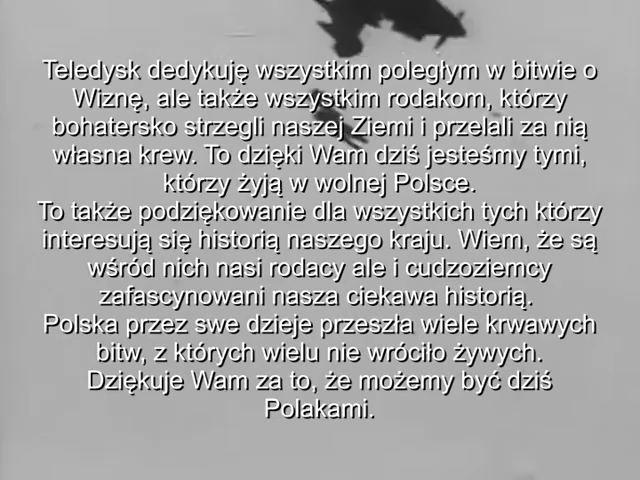 Teledysk dedykuję wszystkim poległym w bitwie o
Wiznę, ale także wszystkim rodakom, którzy
bohatersko strzegli naszej Ziemi i przelali za nią
własna krew. To dzięki Wam dziś jesteśmy tymi,
którzy żyją w wolnej Polsce.
To także podziękowanie dla wszystkich tych którzy
interesują się historią naszego kraju. Wiem, że są
wśród nich nasi rodacy ale i cudzoziemcy
zafascynowani nasza ciekawa historią.
Polska przez swe dzieje przeszła wiele krwawych
bitw, z których wielu nie wróciło żywych.
Dziękuje Wam za to, że możemy być dziś
Polakami.